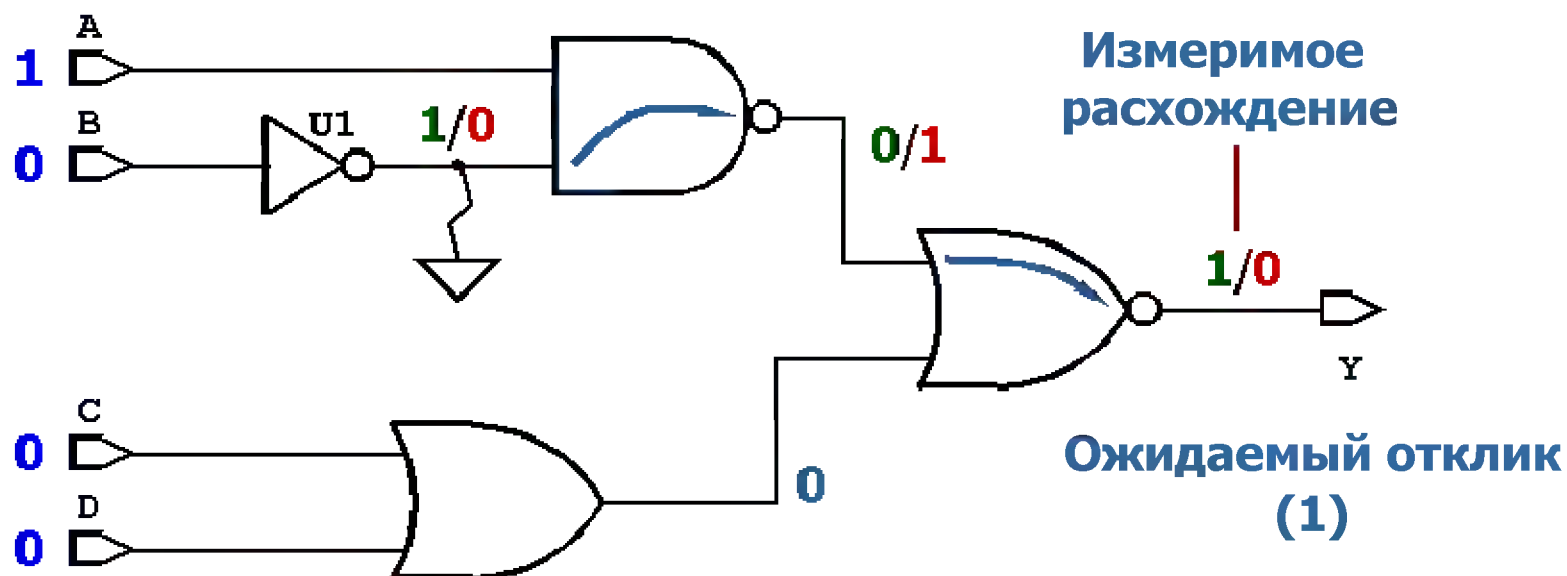 A
1
B
0
U1
1/0
0/1
Измеримое
расхождение
1/0
Y
C
0
D
0
0
Ожидаемый отклик
(1)